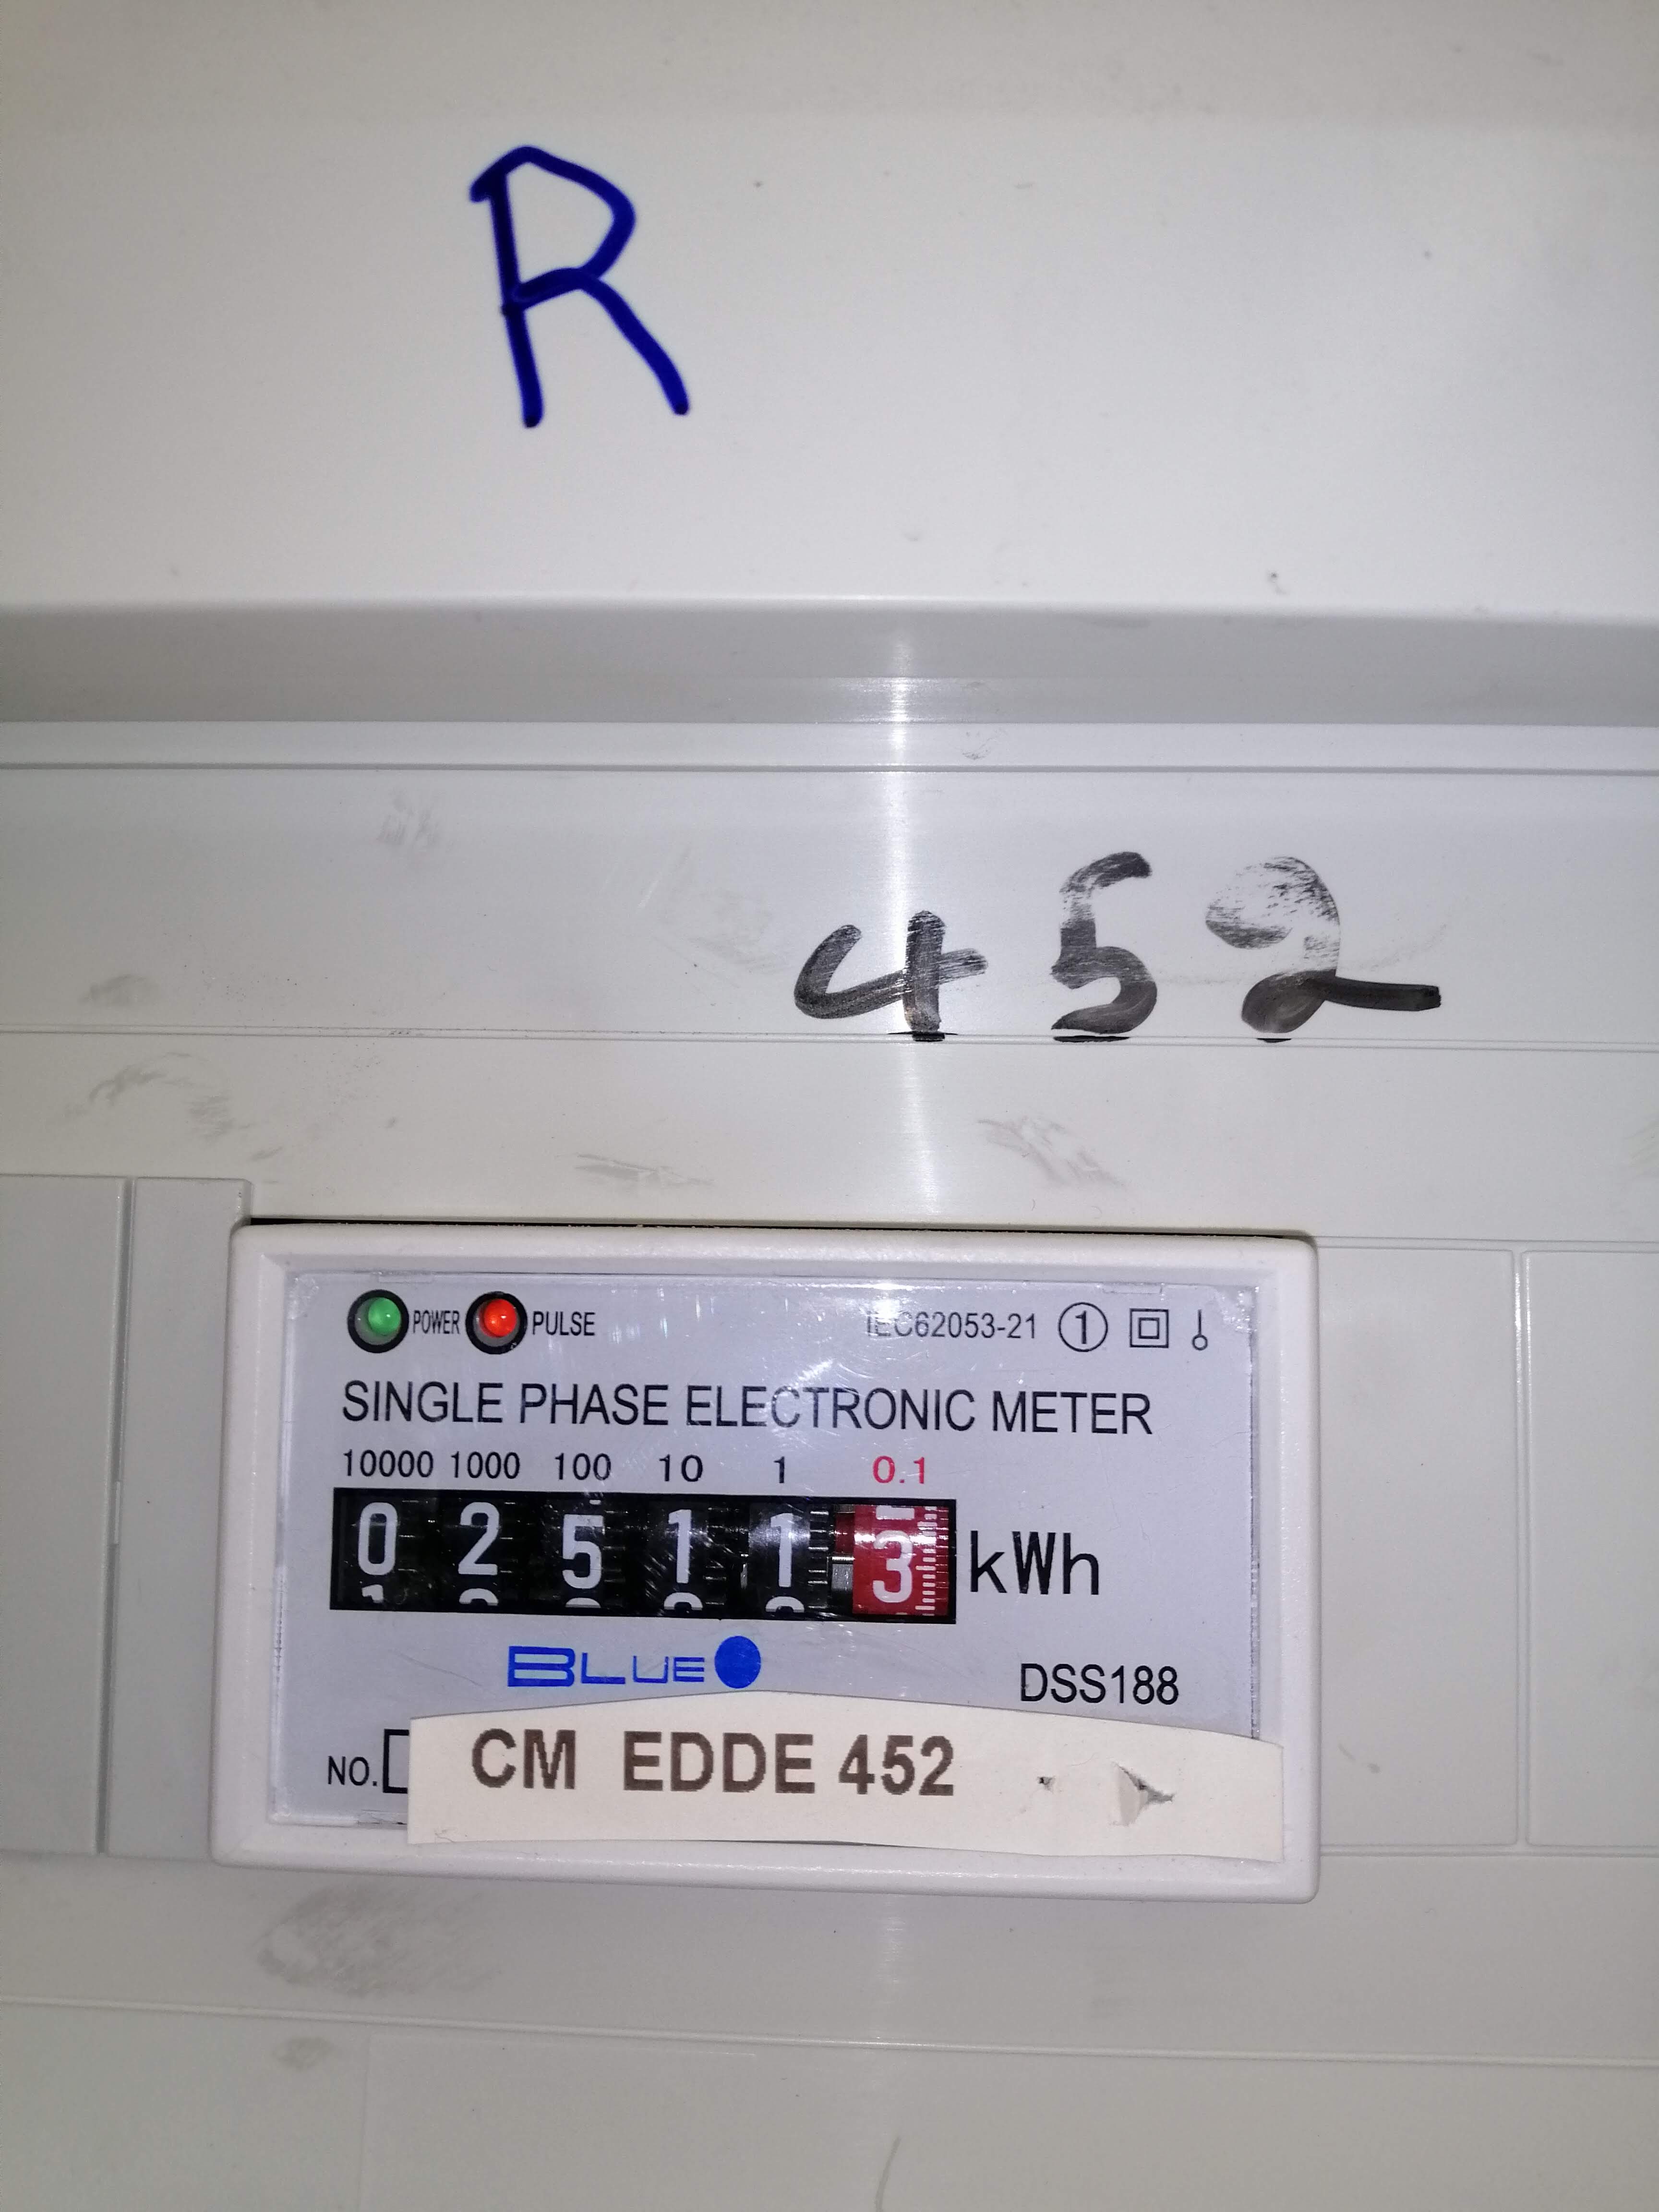 R
452
POWER PULSE IEC62053-21 1
SINGLE PHASE ELECTRONIC METER
10000 1000 100 10 1 0.1
0 2 5 1 1 3 kWh
BLUE
DSS188
NO.
CM EDDE 452